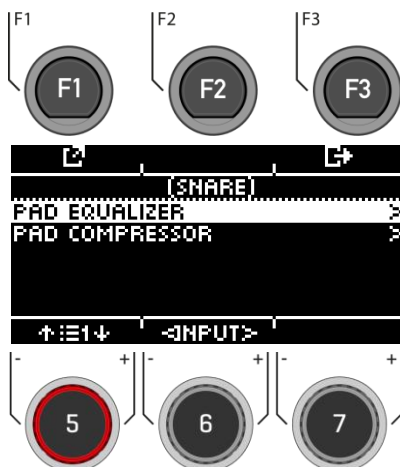 F1 F2 F3
F1 F2 F3
(SNARE)
PAD EQUALIZER >
PAD COMPRESSOR >
↑ 1↓ <INPUT>
- + - + - +
5 6 7